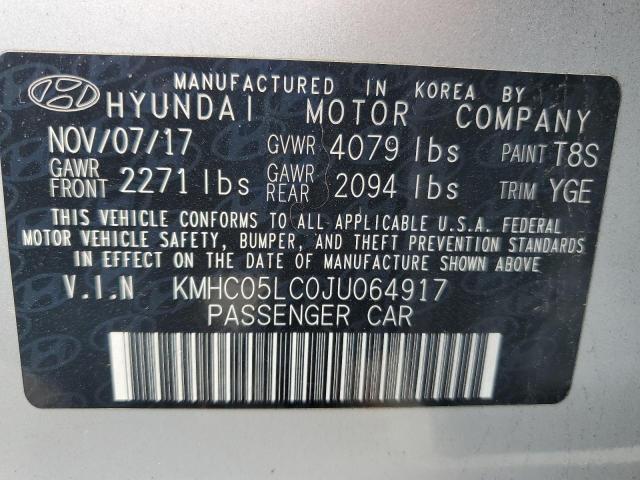 MANUFACTURED IN KOREA BY
HYUNDAI MOTOR COMPANY
NOV/07/17 GVWR 4079 lbs PAINT T8S
GAWR FRONT 2271 lbs GAWR REAR 2094 lbs TRIM YGE
THIS VEHICLE CONFORMS TO ALL APPLICABLE U.S.A. FEDERAL
MOTOR VEHICLE SAFETY, BUMPER, AND THEFT PREVENTION STANDARDS
IN EFFECT ON THE DATE OF MANUFACTURE SHOWN ABOVE
V.I.N KMHC05LC0JU064917
PASSENGER CAR